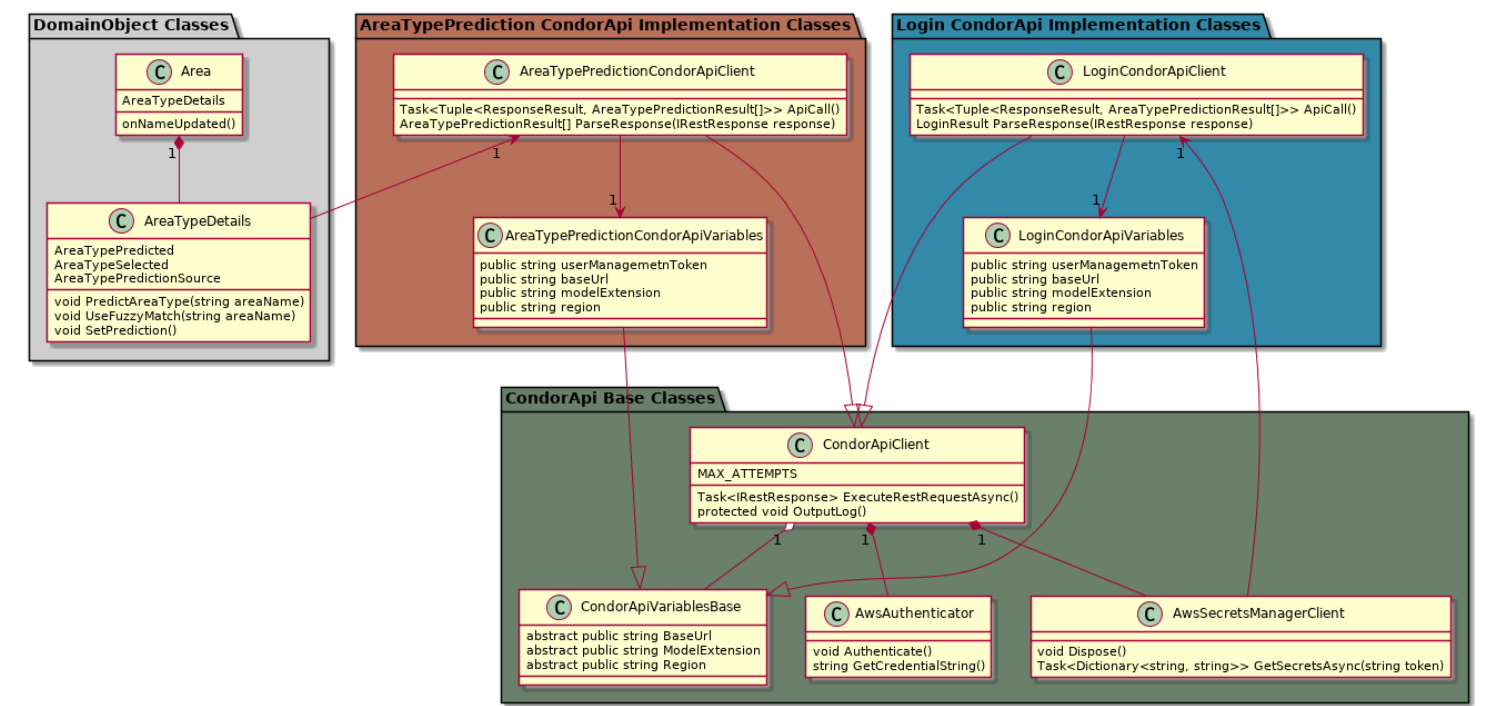 DomainObject Classes
C Area
AreaTypeDetails
onNameUpdated()
1
C AreaTypeDetails
AreaTypePredicted
AreaTypeSelected
AreaTypePredictionSource
void PredictAreaType(string areaName)
void UseFuzzyMatch(string areaName)
void SetPrediction()
AreaTypePrediction CondorApi Implementation Classes
C AreaTypePredictionCondorApiClient
Task<Tuple<ResponseResult, AreaTypePredictionResult[]>> ApiCall()
AreaTypePredictionResult[] ParseResponse(IRestResponse response)
1
1
C AreaTypePredictionCondorApiVariables
public string userManagemetnToken
public string baseUrl
public string modelExtension
public string region
Login CondorApi Implementation Classes
C LoginCondorApiClient
Task<Tuple<ResponseResult, AreaTypePredictionResult[]>> ApiCall()
LoginResult ParseResponse(IRestResponse response)
1
1
C LoginCondorApiVariables
public string userManagemetnToken
public string baseUrl
public string modelExtension
public string region
CondorApi Base Classes
C CondorApiClient
MAX_ATTEMPTS
Task<IRestResponse> ExecuteRestRequestAsync()
protected void OutputLog()
1
1
1
C CondorApiVariablesBase
abstract public string BaseUrl
abstract public string ModelExtension
abstract public string Region
C AwsAuthenticator
void Authenticate()
string GetCredentialString()
C AwsSecretsManagerClient
void Dispose()
Task<Dictionary<string, string>> GetSecretsAsync(string token)